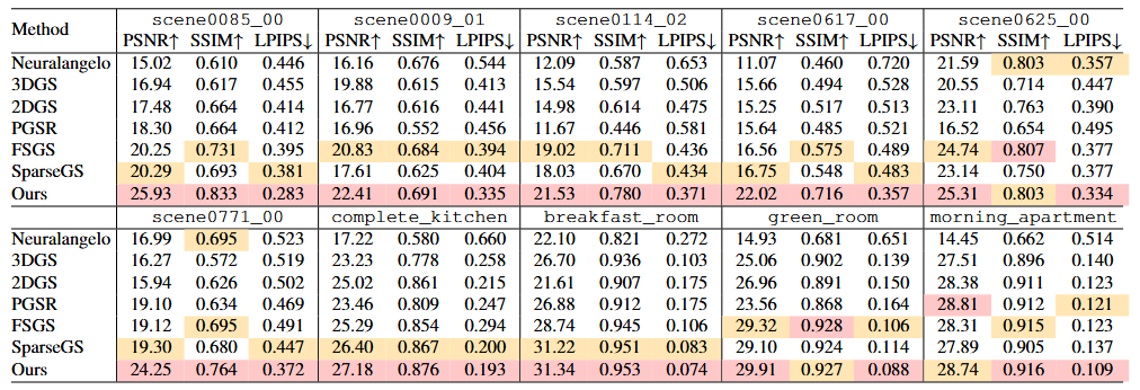 Method scene0085_00 scene0009_01 scene0114_02 scene0617_00 scene0625_00
PSNR↑ SSIM↑ LPIPS↓ PSNR↑ SSIM↑ LPIPS↓ PSNR↑ SSIM↑ LPIPS↓ PSNR↑ SSIM↑ LPIPS↓ PSNR↑ SSIM↑ LPIPS↓
Neuralangelo 15.02 0.610 0.446 16.16 0.676 0.544 12.09 0.587 0.653 11.07 0.460 0.720 21.59 0.803 0.357
3DGS 16.94 0.617 0.455 19.88 0.615 0.413 15.54 0.597 0.506 15.66 0.494 0.528 20.55 0.714 0.447
2DGS 17.48 0.664 0.414 16.77 0.616 0.441 14.98 0.614 0.475 15.25 0.517 0.513 23.11 0.763 0.390
PGSR 18.30 0.664 0.412 16.96 0.552 0.456 11.67 0.446 0.581 15.64 0.485 0.521 16.52 0.654 0.495
FSGS 20.25 0.731 0.395 20.83 0.684 0.394 19.02 0.711 0.436 16.56 0.575 0.489 24.74 0.807 0.377
SparseGS 20.29 0.693 0.381 17.61 0.625 0.404 18.03 0.670 0.434 16.75 0.548 0.483 23.14 0.750 0.377
Ours 25.93 0.833 0.283 22.41 0.691 0.335 21.53 0.780 0.371 22.02 0.716 0.357 25.31 0.803 0.334
scene0771_00 complete_kitchen breakfast_room green_room morning_apartment
Neuralangelo 16.99 0.695 0.523 17.22 0.580 0.660 22.10 0.821 0.272 14.93 0.681 0.651 14.45 0.662 0.514
3DGS 16.27 0.572 0.519 23.23 0.778 0.258 26.70 0.936 0.103 25.06 0.902 0.139 27.51 0.896 0.140
2DGS 15.94 0.626 0.502 25.02 0.861 0.215 21.61 0.907 0.175 26.96 0.891 0.150 28.38 0.911 0.123
PGSR 19.10 0.634 0.469 23.46 0.809 0.247 26.88 0.912 0.175 23.56 0.868 0.164 28.81 0.912 0.121
FSGS 19.12 0.695 0.491 25.29 0.854 0.294 28.74 0.945 0.106 29.32 0.928 0.106 28.31 0.915 0.123
SparseGS 19.30 0.680 0.447 26.40 0.867 0.200 31.22 0.951 0.083 29.10 0.924 0.114 27.89 0.905 0.137
Ours 24.25 0.764 0.372 27.18 0.876 0.193 31.34 0.953 0.074 29.91 0.927 0.088 28.74 0.916 0.109